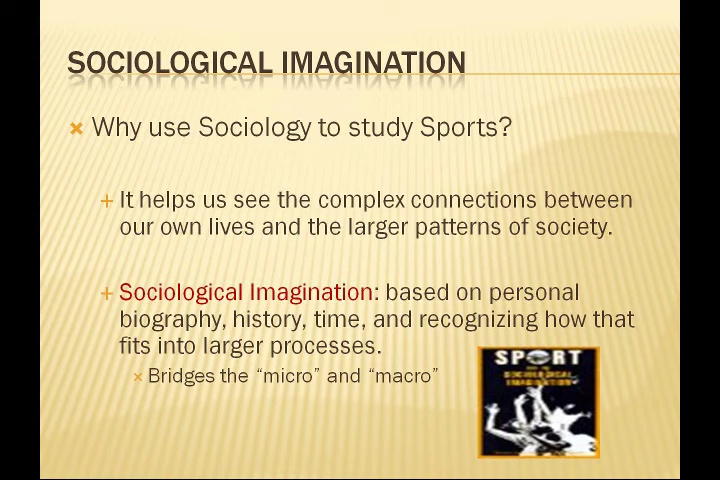 SOCIOLOGICAL IMAGINATION
Why use Sociology to study Sports?
It helps us see the complex connections between
our own lives and the larger patterns of society.
Sociological Imagination: based on personal
biography, history, time, and recognizing how that
fits into larger processes.
Bridges the “micro” and “macro”
SPORT
SOCIOLOGICAL
IMAGINATION